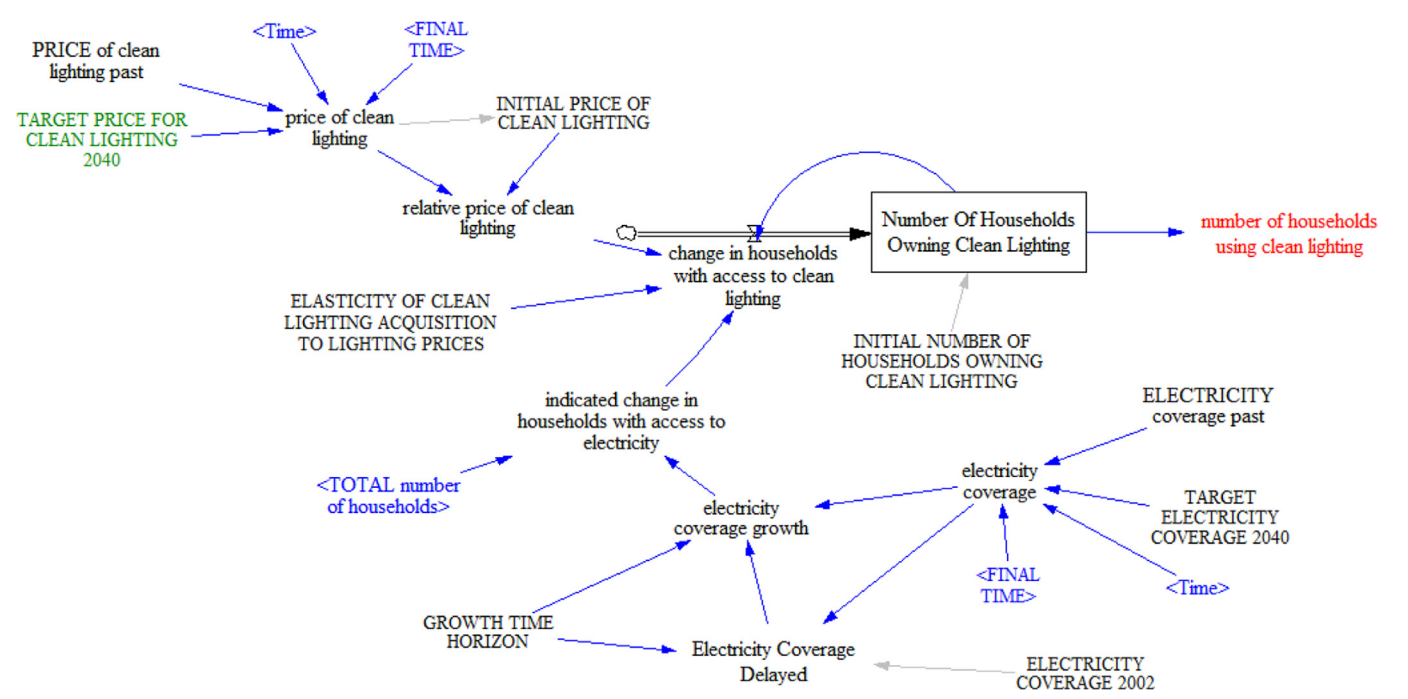 <Time>
<FINAL
TIME>
PRICE of clean
lighting past
TARGET PRICE FOR
CLEAN LIGHTING
2040
price of clean
lighting
INITIAL PRICE OF
CLEAN LIGHTING
relative price of clean
lighting
change in households
with access to clean
lighting
Number Of Households
Owning Clean Lighting
number of households
using clean lighting
ELASTICITY OF CLEAN
LIGHTING ACQUISITION
TO LIGHTING PRICES
INITIAL NUMBER OF
HOUSEHOLDS OWNING
CLEAN LIGHTING
indicated change in
households with access to
electricity
ELECTRICITY
coverage past
<TOTAL number
of households>
electricity
coverage
electricity
coverage growth
TARGET
ELECTRICITY
COVERAGE 2040
<FINAL
TIME>
<Time>
GROWTH TIME
HORIZON
Electricity Coverage
Delayed
ELECTRICITY
COVERAGE 2002